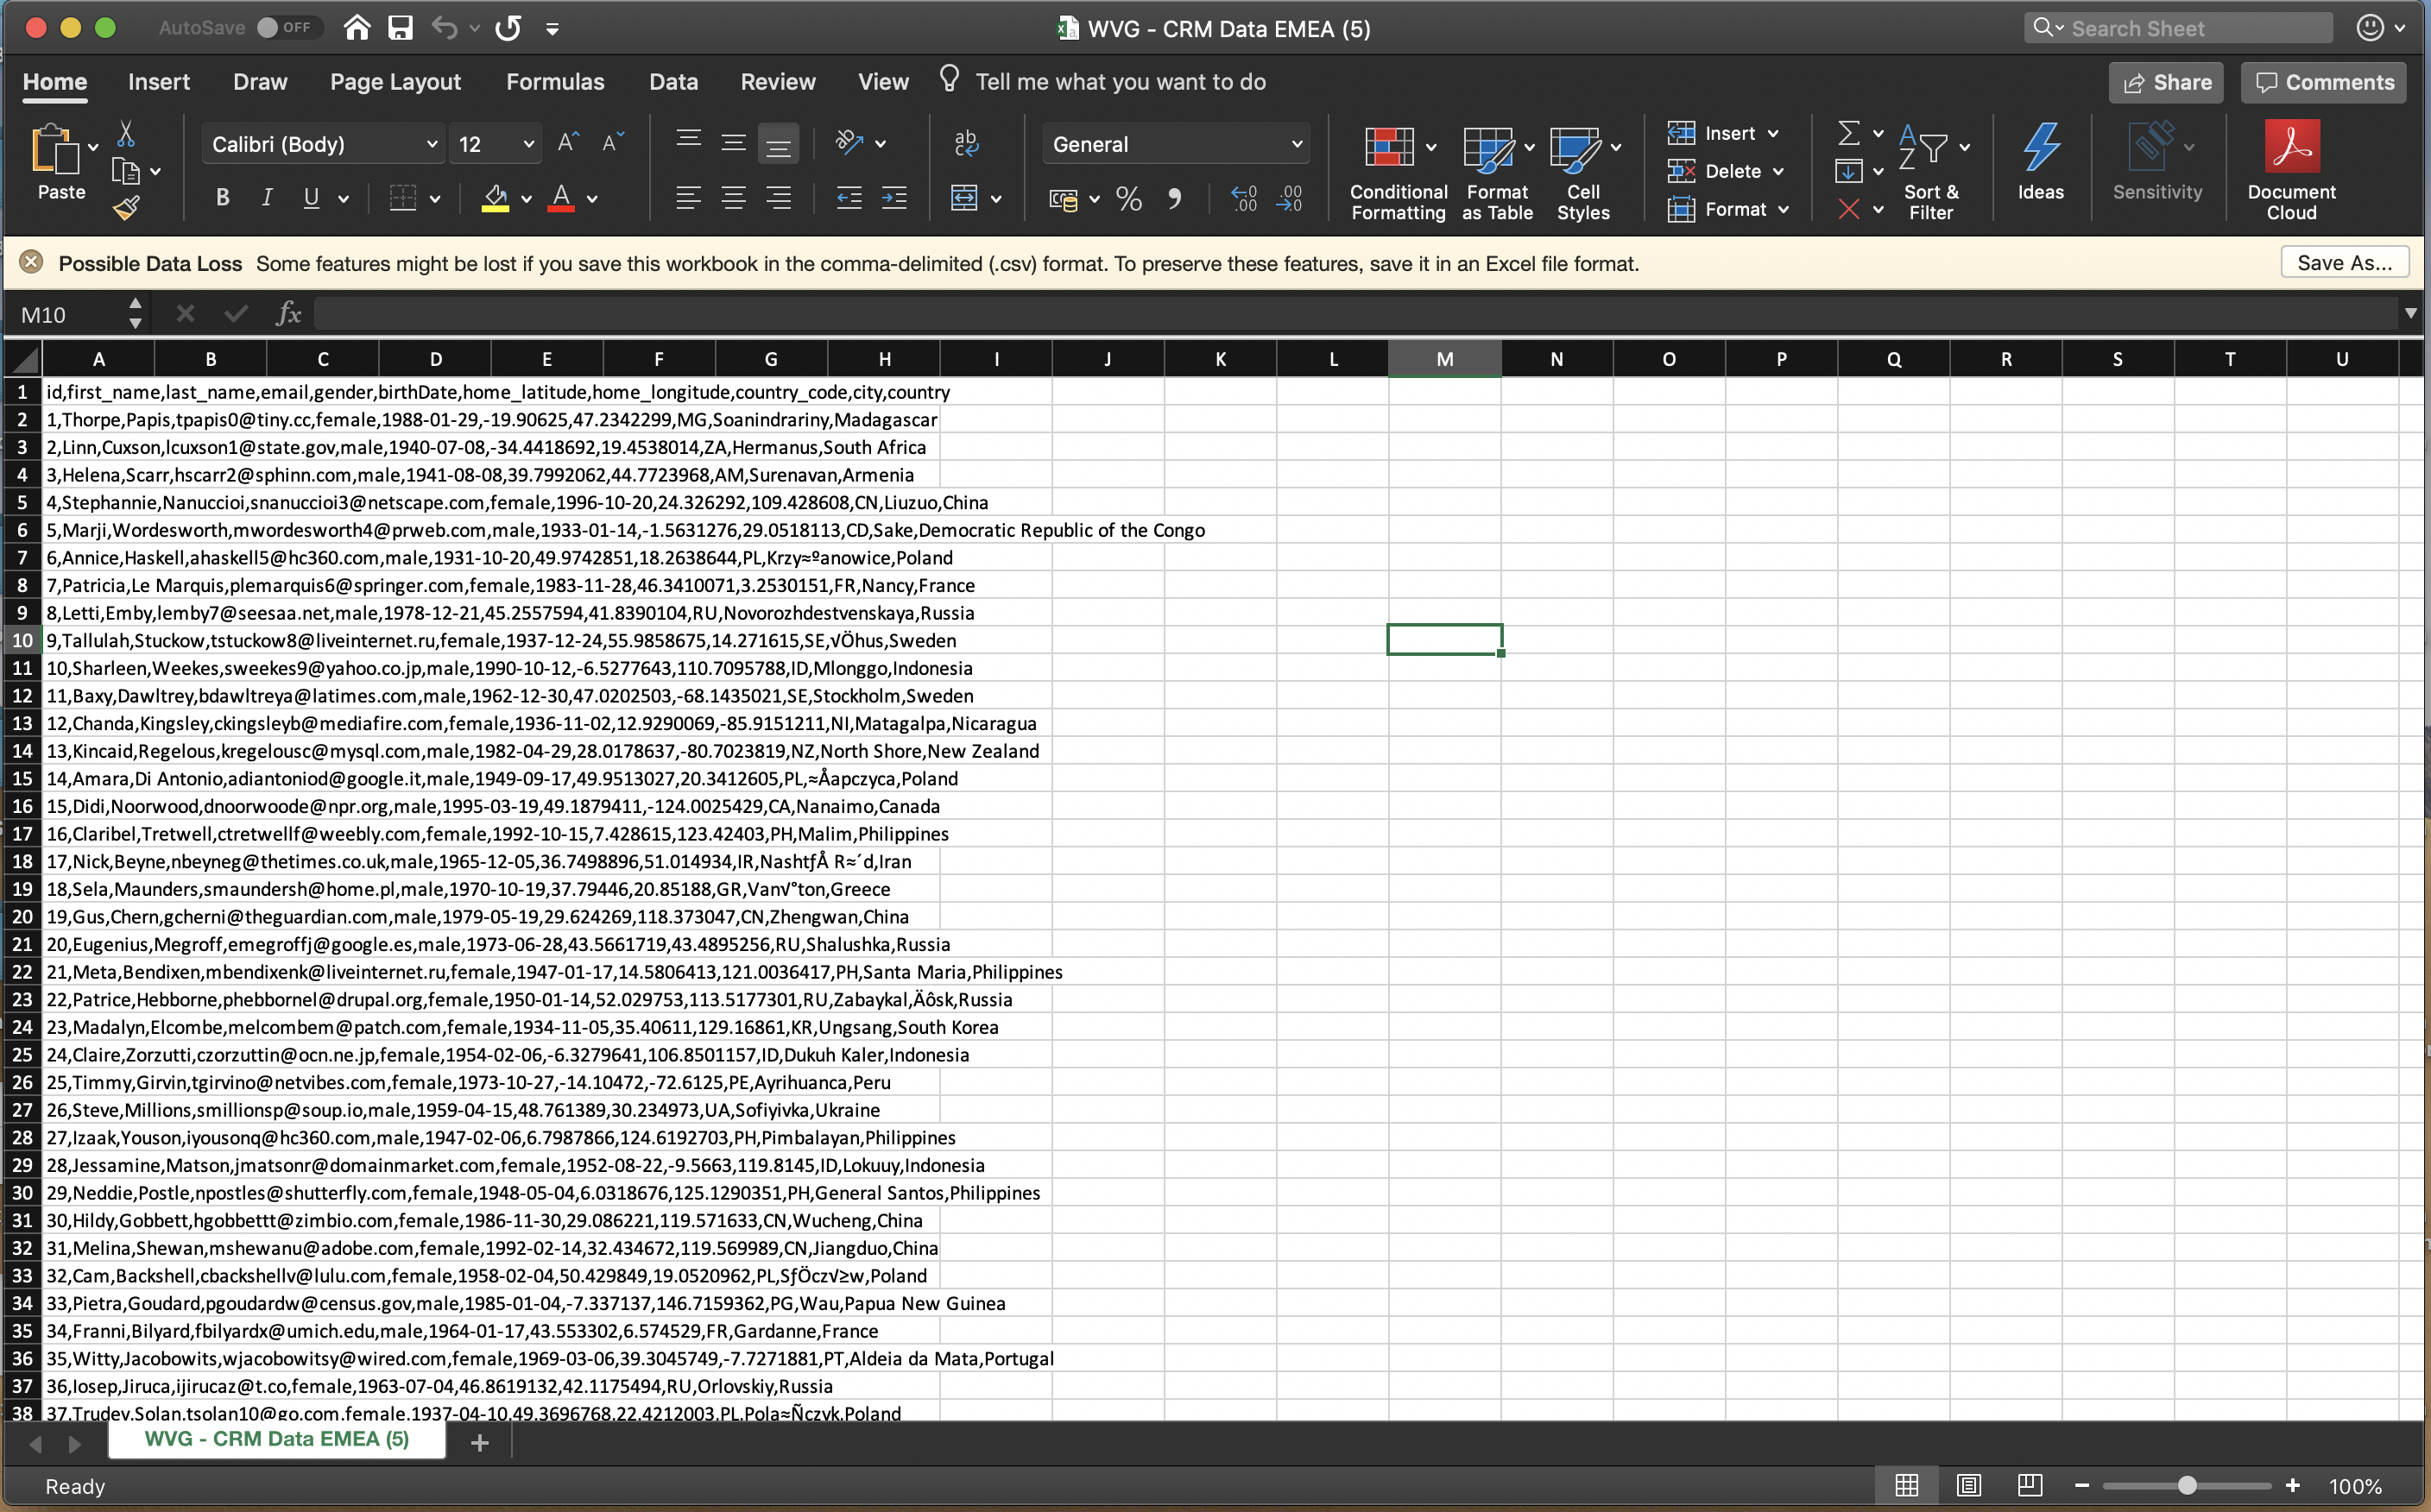 AutoSave OFF WVG - CRM Data EMEA (5) Search Sheet
Home Insert Draw Page Layout Formulas Data Review View Tell me what you want to do Share Comments
Paste Calibri (Body) 12 A A ab c General Conditional Formatting Format as Table Cell Styles Insert Delete Format Sort & Filter Ideas Sensitivity Document Cloud
B I U A % .00 .00
Possible Data Loss Some features might be lost if you save this workbook in the comma-delimited (.csv) format. To preserve these features, save it in an Excel file format. Save As...
M10 fx
A B C D E F G H I J K L M N O P Q R S T U
1 id,first_name,last_name,email,gender,birthDate,home_latitude,home_longitude,country_code,city,country
2 1,Thorpe,Papis,tpapis0@tiny.cc,female,1988-01-29,-19.90625,47.2342299,MG,Soanindrariny,Madagascar
3 2,Linn,Cuxson,lcuxson1@state.gov,male,1940-07-08,-34.4418692,19.4538014,ZA,Hermanus,South Africa
4 3,Helena,Scarr,hscarr2@sphinn.com,male,1941-08-08,39.7992062,44.7723968,AM,Surenavan,Armenia
5 4,Stephannie,Nanuccioi,snanuccioi3@netscape.com,female,1996-10-20,24.326292,109.428608,CN,Liuzuo,China
6 5,Marji,Wordesworth,mwordesworth4@prweb.com,male,1933-01-14,-1.5631276,29.0518113,CD,Sake,Democratic Republic of the Congo
7 6,Annice,Haskell,ahaskell5@hc360.com,male,1931-10-20,49.9742851,18.2638644,PL,Krzy≈ºanowice,Poland
8 7,Patricia,Le Marquis,plemarquis6@springer.com,female,1983-11-28,46.3410071,3.2530151,FR,Nancy,France
9 8,Letti,Emby,lemby7@seesaa.net,male,1978-12-21,45.2557594,41.8390104,RU,Novorozhdestvenskaya,Russia
10 9,Tallulah,Stuckow,tstuckow8@liveinternet.ru,female,1937-12-24,55.9858675,14.271615,SE,√Öhus,Sweden
11 10,Sharleen,Weekes,sweekes9@yahoo.co.jp,male,1990-10-12,-6.5277643,110.7095788,ID,Mlonggo,Indonesia
12 11,Baxy,Dawltrey,bdawltreya@latimes.com,male,1962-12-30,47.0202503,-68.1435021,SE,Stockholm,Sweden
13 12,Chanda,Kingsley,ckingsleyb@mediafire.com,female,1936-11-02,12.9290069,-85.9151211,NI,Matagalpa,Nicaragua
14 13,Kincaid,Regelous,kregelousc@mysql.com,male,1982-04-29,28.0178637,-80.7023819,NZ,North Shore,New Zealand
15 14,Amara,Di Antonio,adiantoniod@google.it,male,1949-09-17,49.9513027,20.3412605,PL,≈Åapczyca,Poland
16 15,Didi,Noorwood,dnoorwoode@npr.org,male,1995-03-19,49.1879411,-124.0025429,CA,Nanaimo,Canada
17 16,Claribel,Tretwell,ctretwellf@weebly.com,female,1992-10-15,7.428615,123.42403,PH,Malim,Philippines
18 17,Nick,Beyne,nbeyneg@thetimes.co.uk,male,1965-12-05,36.7498896,51.014934,IR,NashtƒÅ R≈´d,Iran
19 18,Sela,Maunders,smaundersh@home.pl,male,1970-10-19,37.79446,20.85188,GR,Van√°ton,Greece
20 19,Gus,Chern,gcherni@theguardian.com,male,1979-05-19,29.624269,118.373047,CN,Zhengwan,China
21 20,Eugenius,Megroff,emegroffj@google.es,male,1973-06-28,43.5661719,43.4895256,RU,Shalushka,Russia
22 21,Meta,Bendixen,mbendixenk@liveinternet.ru,female,1947-01-17,14.5806413,121.0036417,PH,Santa Maria,Philippines
23 22,Patrice,Hebborne,phebbornel@drupal.org,female,1950-01-14,52.029753,113.5177301,RU,Zabaykal‚Äôsk,Russia
24 23,Madalyn,Elcombe,melcombem@patch.com,female,1934-11-05,35.40611,129.16861,KR,Ungsang,South Korea
25 24,Claire,Zorzutti,czorzuttin@ocn.ne.jp,female,1954-02-06,-6.3279641,106.8501157,ID,Dukuh Kaler,Indonesia
26 25,Timmy,Girvin,tgirvino@netvibes.com,female,1973-10-27,-14.10472,-72.6125,PE,Ayrihuanca,Peru
27 26,Steve,Millions,smillionsp@soup.io,male,1959-04-15,48.761389,30.234973,UA,Sofiyivka,Ukraine
28 27,Izaak,Youson,iyousonq@hc360.com,male,1947-02-06,6.7987866,124.6192703,PH,Pimbalayan,Philippines
29 28,Jessamine,Matson,jmatsonr@domainmarket.com,female,1952-08-22,-9.5663,119.8145,ID,Lokuuy,Indonesia
30 29,Neddie,Postle,npostles@shutterfly.com,female,1948-05-04,6.0318676,125.1290351,PH,General Santos,Philippines
31 30,Hildy,Gobbett,hgobbettt@zimbio.com,female,1986-11-30,29.086221,119.571633,CN,Wucheng,China
32 31,Melina,Shewan,mshewanu@adobe.com,female,1992-02-14,32.434672,119.569989,CN,Jiangduo,China
33 32,Cam,Backshell,cbackshellv@lulu.com,female,1958-02-04,50.429849,19.0520962,PL,SƒÖcz√≥w,Poland
34 33,Pietra,Goudard,pgoudardw@census.gov,male,1985-01-04,-7.337137,146.7159362,PG,Wau,Papua New Guinea
35 34,Franni,Bilyard,fbilyardx@umich.edu,male,1964-01-17,43.553302,6.574529,FR,Gardanne,France
36 35,Witty,Jacobowits,wjacobowitsy@wired.com,female,1969-03-06,39.3045749,-7.7271881,PT,Aldeia da Mata,Portugal
37 36,Iosep,Jiruca,ijirucaz@t.co,female,1963-07-04,46.8619132,42.1175494,RU,Orlovskiy,Russia
38 37,Trudey,Solan,tsolan10@go.com,female,1937-04-10,49.3696768,22.4212003,PL,Pola≈Ñczyk,Poland
WVG - CRM Data EMEA (5)
Ready 100%